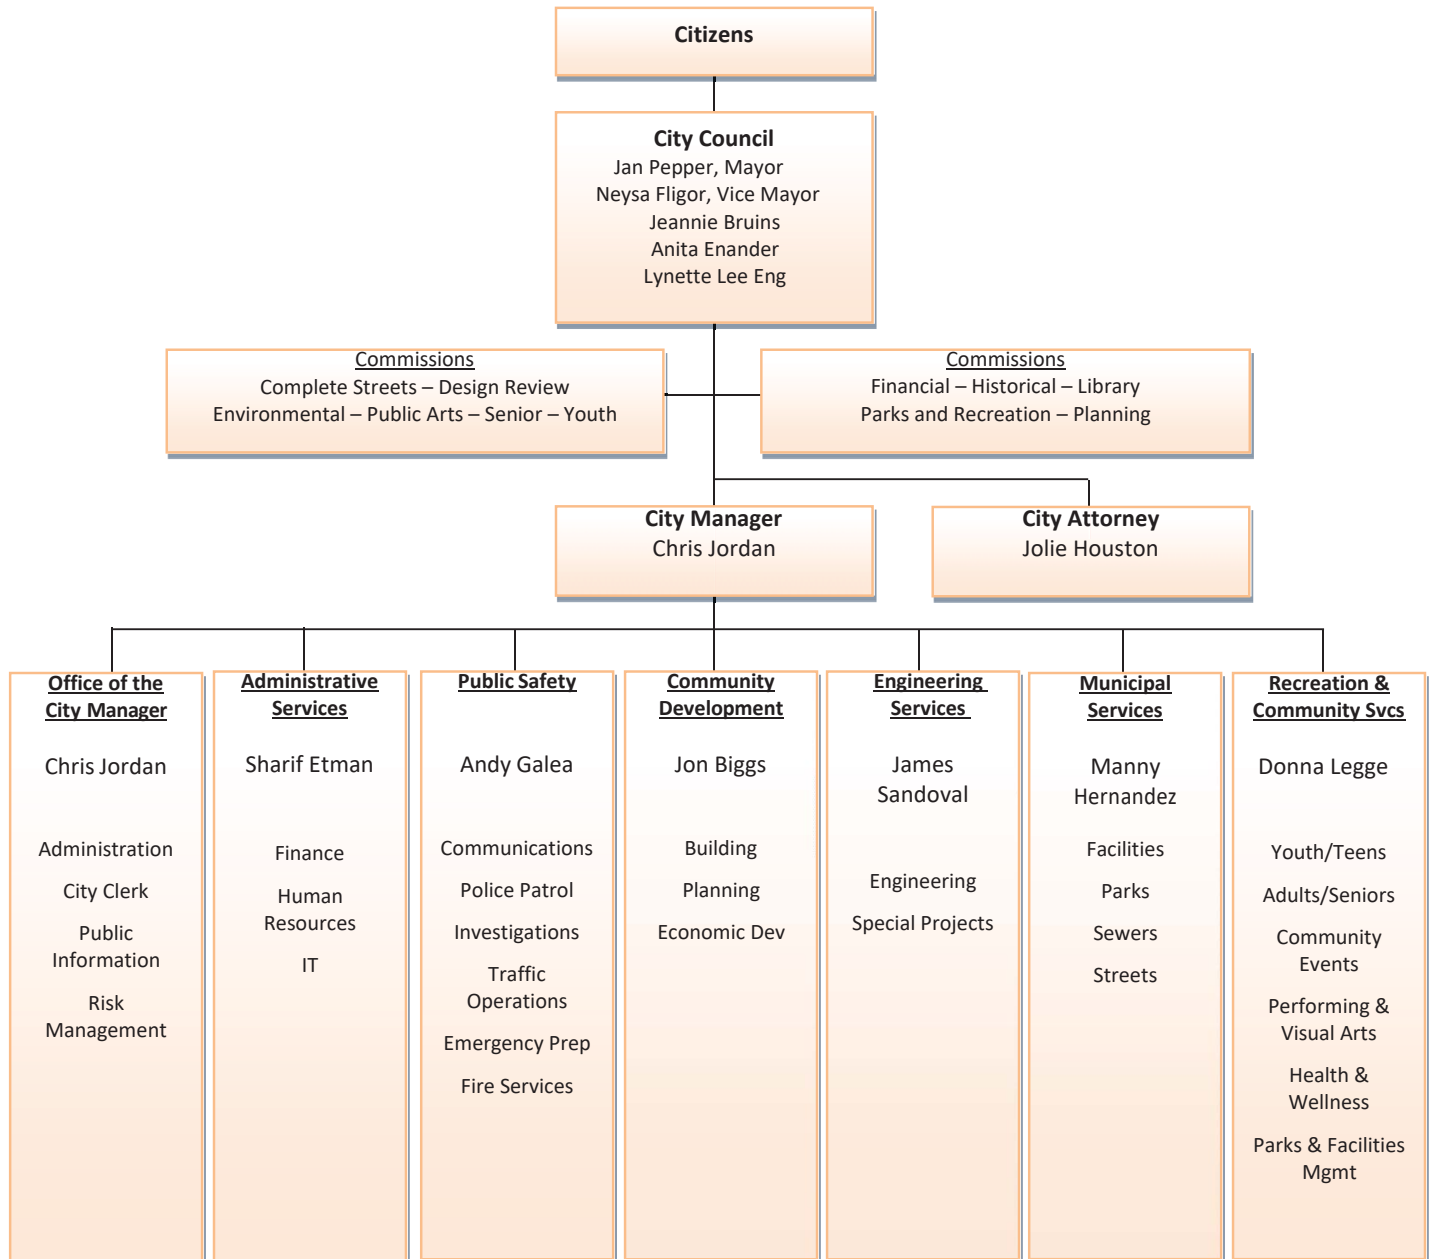 Citizens
City Council
Jan Pepper, Mayor
Neysa Fligor, Vice Mayor
Jeannie Bruins
Anita Enander
Lynette Lee Eng
Commissions
Complete Streets – Design Review
Environmental – Public Arts – Senior – Youth
Commissions
Financial – Historical – Library
Parks and Recreation – Planning
City Manager
Chris Jordan
City Attorney
Jolie Houston
Office of the
City Manager
Chris Jordan
Administration
City Clerk
Public
Information
Risk
Management
Administrative
Services
Sharif Etman
Finance
Human
Resources
IT
Public Safety
Andy Galea
Communications
Police Patrol
Investigations
Traffic
Operations
Emergency Prep
Fire Services
Community
Development
Jon Biggs
Building
Planning
Economic Dev
Engineering
Services
James
Sandoval
Engineering
Special Projects
Municipal
Services
Manny
Hernandez
Facilities
Parks
Sewers
Streets
Recreation &
Community Svcs
Donna Legge
Youth/Teens
Adults/Seniors
Community
Events
Performing &
Visual Arts
Health &
Wellness
Parks & Facilities
Mgmt